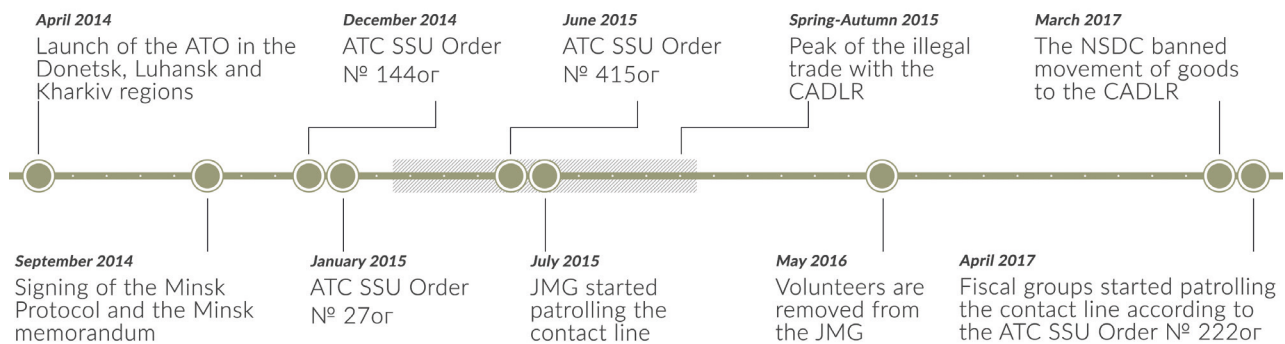 April 2014
Launch of the ATO in the
Donetsk, Luhansk and
Kharkiv regions
December 2014
ATC SSU Order
№ 144ог
June 2015
ATC SSU Order
№ 415ог
Spring-Autumn 2015
Peak of the illegal
trade with the
CADLR
March 2017
The NSDC banned
movement of goods
to the CADLR
September 2014
Signing of the Minsk
Protocol and the Minsk
memorandum
January 2015
ATC SSU Order
№ 27ог
July 2015
JMG started
patrolling the
contact line
May 2016
Volunteers are
removed from
the JMG
April 2017
Fiscal groups started patrolling
the contact line according to
the ATC SSU Order № 222ог